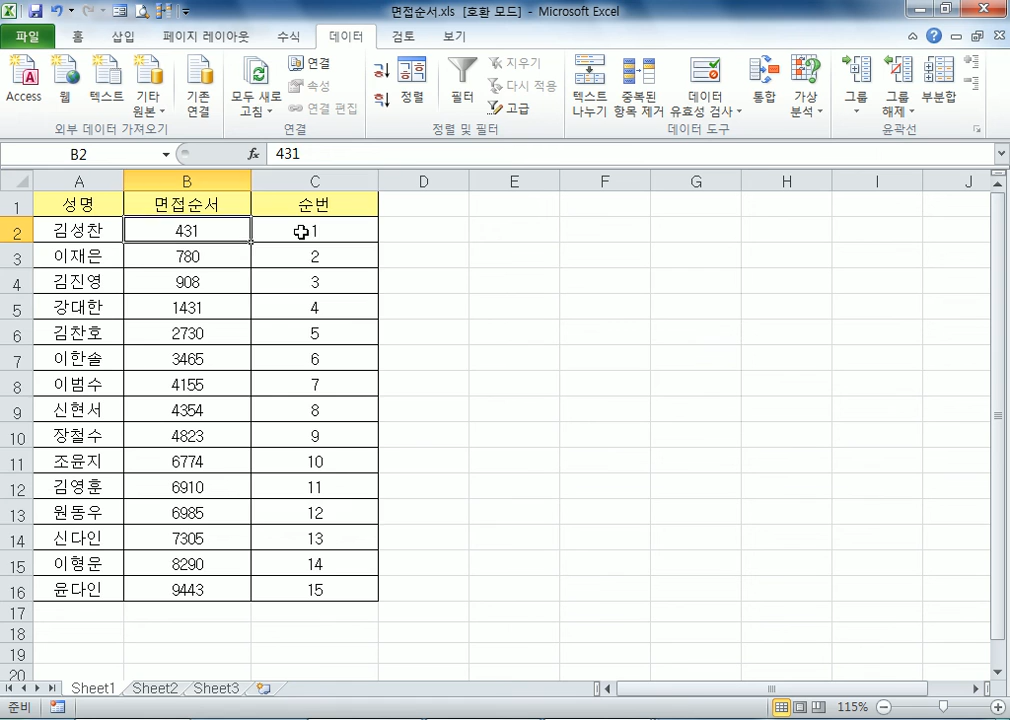 면접순서.xls [호환 모드] - Microsoft Excel
파일 홈 삽입 페이지 레이아웃 수식 데이터 검토 보기
Access 웹 텍스트 기타 원본 기존 연결 모두 새로 고침 연결 속성 연결 편집 정렬 필터 지우기 다시 적용 고급 텍스트 나누기 중복된 항목 제거 데이터 유효성 검사 통합 가상 분석 그룹 그룹 해제 부분합
외부 데이터 가져오기 연결 정렬 및 필터 데이터 도구 윤곽선
B2 fx 431
A B C D E F G H I J
1 성명 면접순서 순번
2 김성찬 431 1
3 이재은 780 2
4 김진영 908 3
5 강대한 1431 4
6 김찬호 2730 5
7 이한솔 3465 6
8 이범수 4155 7
9 신현서 4354 8
10 장철수 4823 9
11 조윤지 6774 10
12 김영훈 6910 11
13 원동우 6985 12
14 신다인 7305 13
15 이형운 8290 14
16 윤다인 9443 15
17
18
19
20
Sheet1 Sheet2 Sheet3
준비 115%